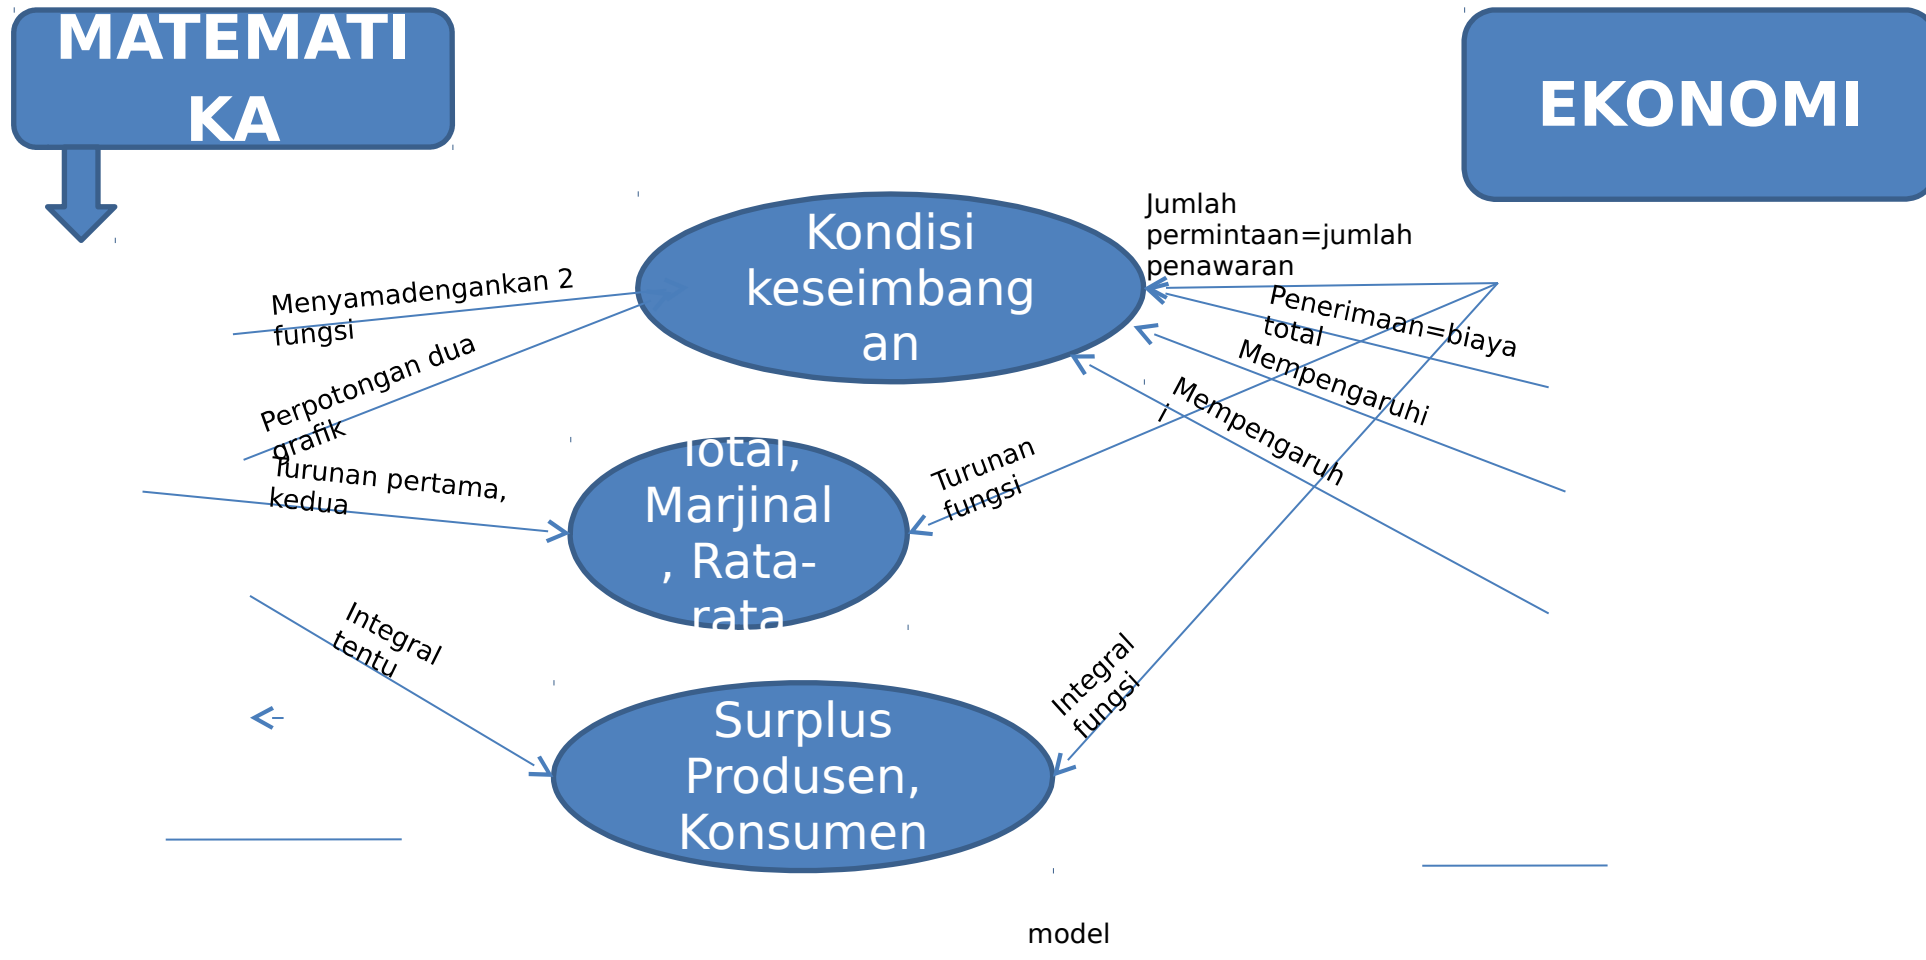 MATEMATI
KA
EKONOMI
Kondisi
keseimbang
an
Jumlah
permintaan=jumlah
penawaran
Menyamadengankan 2
fungsi
Penerimaan=biaya
total
Perpotongan dua
grafik
Mempengaruhi
Mempengaruh
i
Turunan pertama,
kedua
Total,
Marjinal
, Rata-
rata
Turunan
fungsi
Integral
tentu
Integral
fungsi
Surplus
Produsen,
Konsumen
model